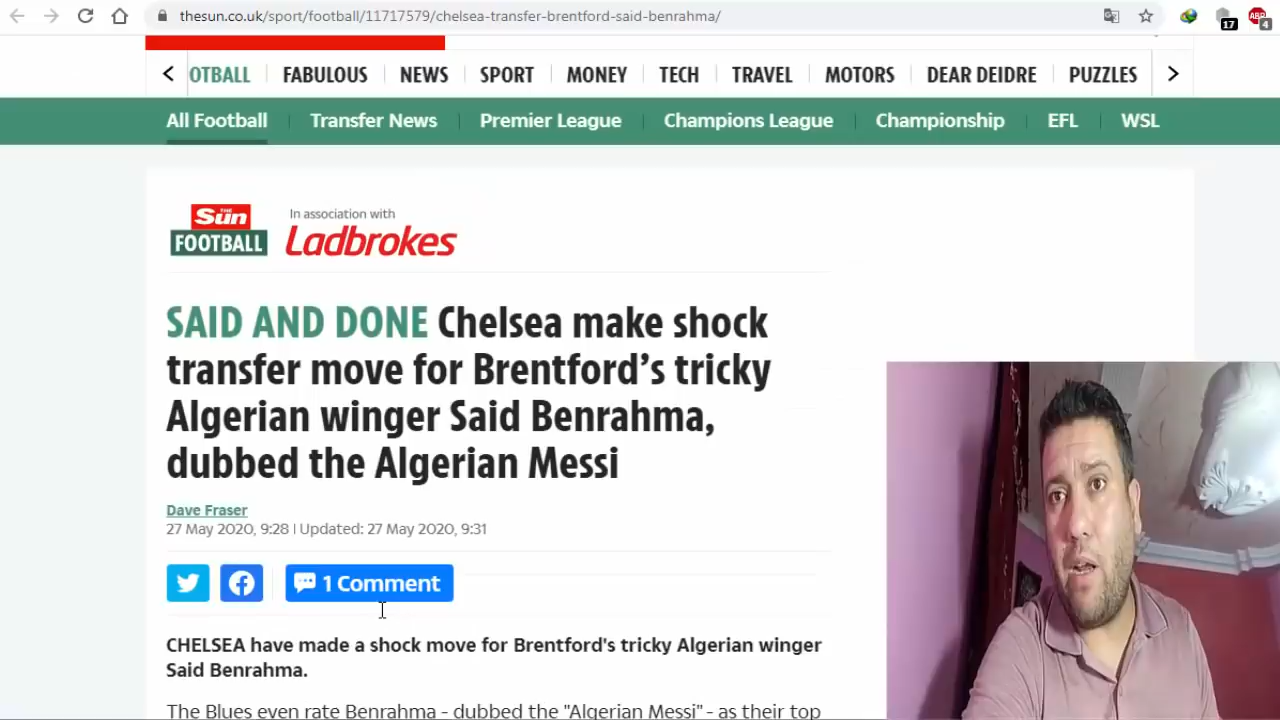 thesun.co.uk/sport/football/11717579/chelsea-transfer-brentford-said-benrahma/
17
ABP
4
OTBALL
FABULOUS
NEWS
SPORT
MONEY
TECH
TRAVEL
MOTORS
DEAR DEIDRE
PUZZLES
All Football
Transfer News
Premier League
Champions League
Championship
EFL
WSL
THE
Sun
FOOTBALL
In association with
Ladbrokes
SAID AND DONE Chelsea make shock
transfer move for Brentford’s tricky
Algerian winger Said Benrahma,
dubbed the Algerian Messi
Dave Fraser
27 May 2020, 9:28 | Updated: 27 May 2020, 9:31
1 Comment
CHELSEA have made a shock move for Brentford's tricky Algerian winger
Said Benrahma.
The Blues even rate Benrahma - dubbed the "Algerian Messi" - as their top